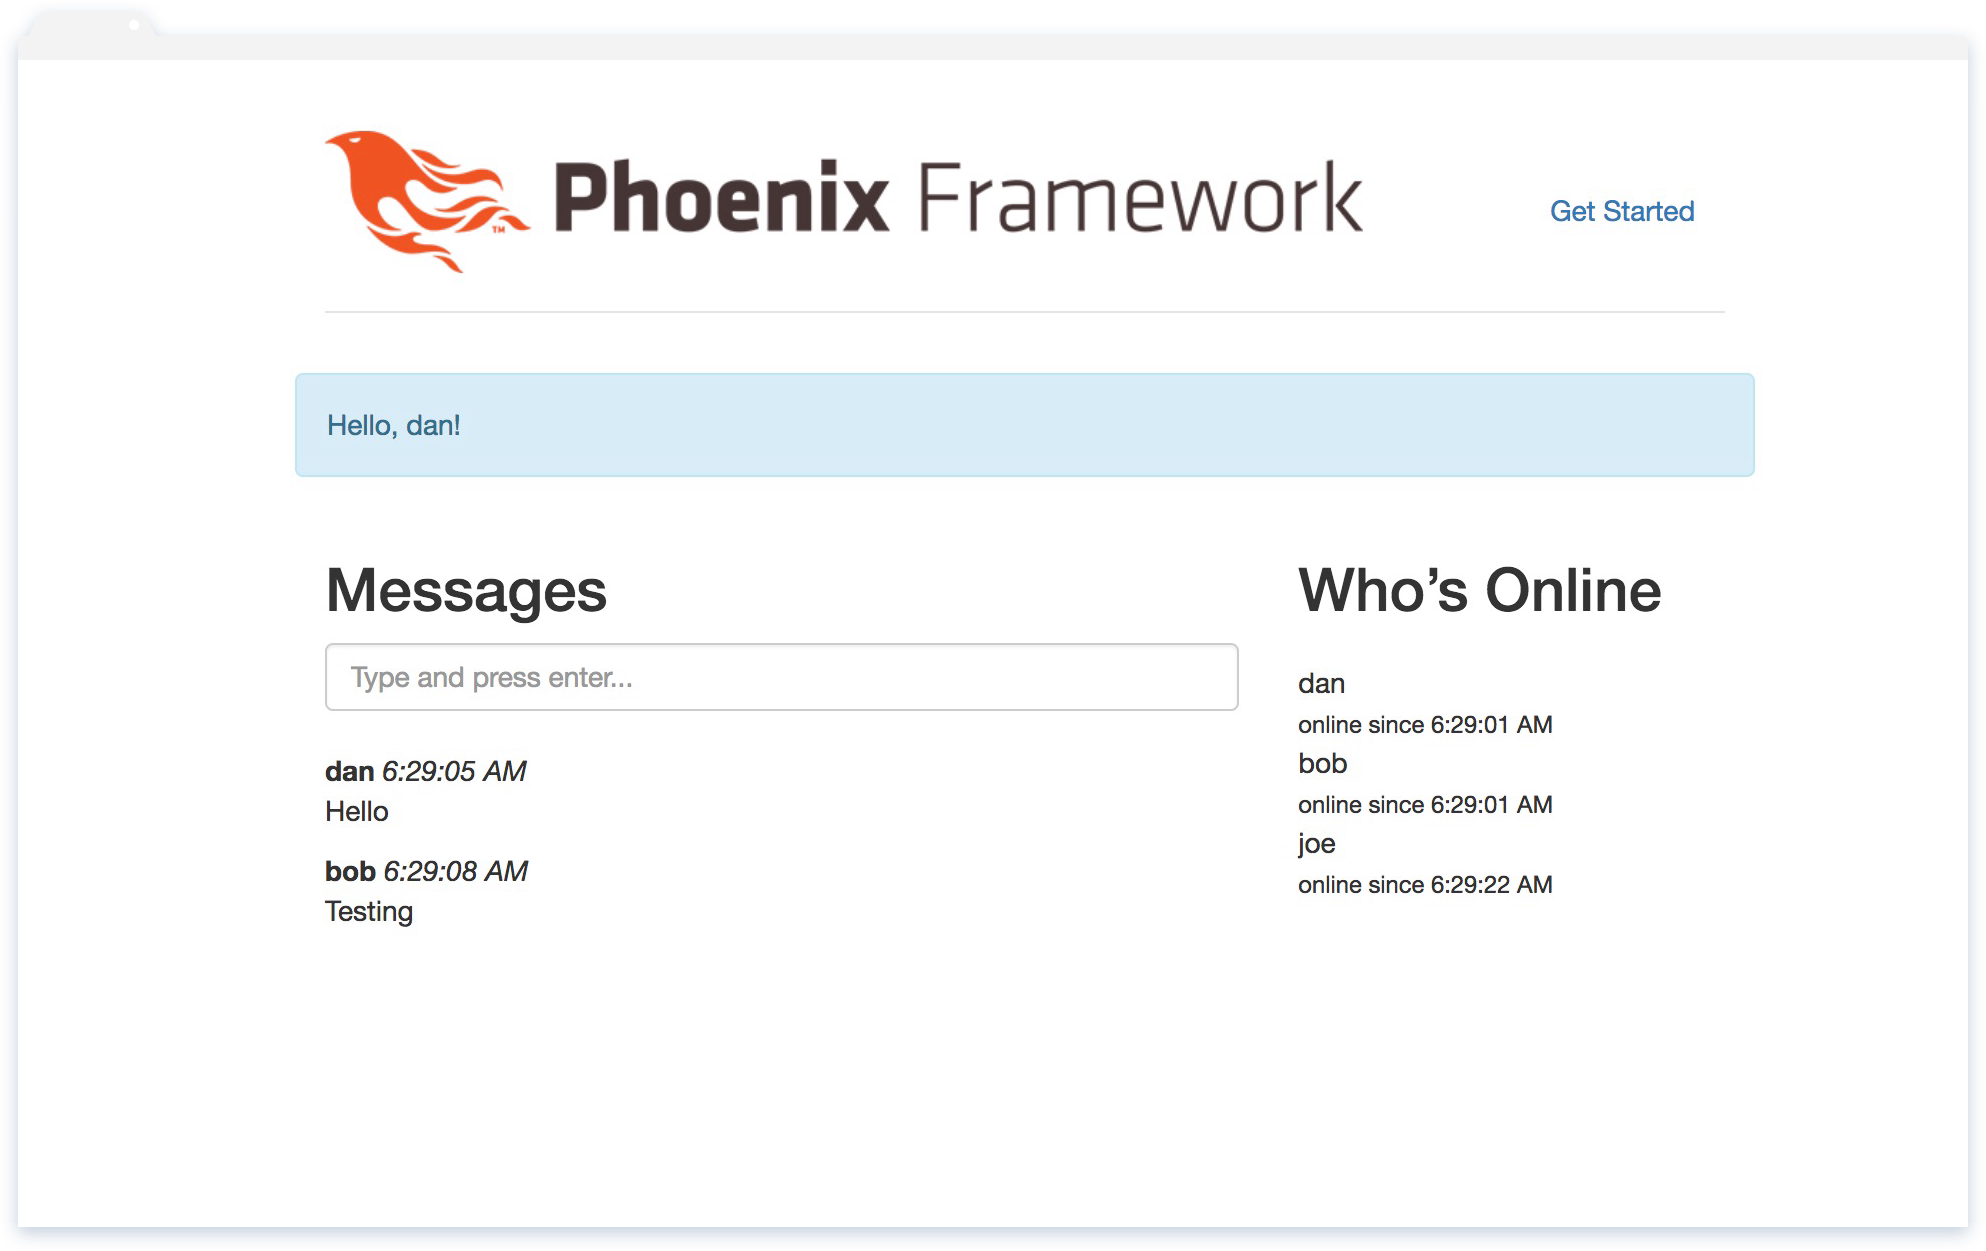 Phoenix Framework
™
Get Started
Hello, dan!
Messages
Type and press enter...
dan 6:29:05 AM
Hello
bob 6:29:08 AM
Testing
Who’s Online
dan
online since 6:29:01 AM
bob
online since 6:29:01 AM
joe
online since 6:29:22 AM